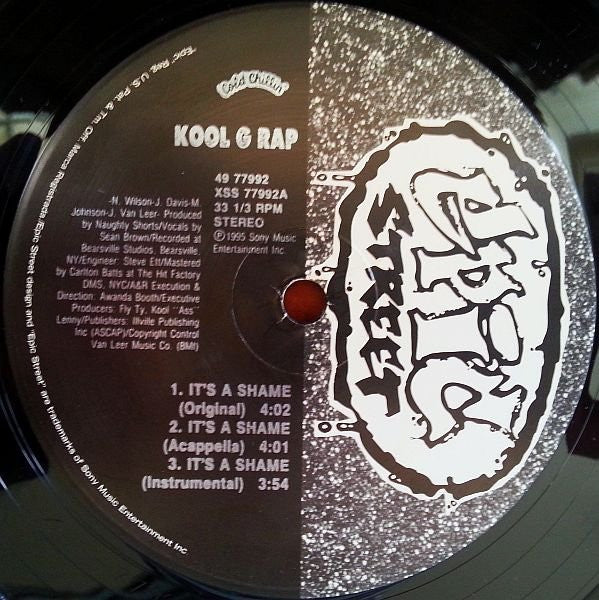 Cold Chillin'
KOOL G RAP
49 77992
XSS 77992A
33 1/3 RPM
STEREO
Ⓟ1995 Sony Music
Entertainment Inc.
-N. Wilson-J. Davis-M.
Johnson-J. Van Leer- Produced
by Naughty Shorts/Vocals by
Sean Brown/Recorded at
Bearsville Studios, Bearsville,
NY/Engineer: Steve Ett/Mastered
by Carlton Batts at The Hit Factory
DMS, NYC/A&R Execution &
Direction: Awanda Booth/Executive
Producers: Fly Ty, Kool "Ass"
Lenny/Publishers: Illville Publishing
Inc (ASCAP)/Copyright Control
Van Leer Music Co. (BMI)
1. IT'S A SHAME
(Original) 4:02
2. IT'S A SHAME
(Acappella) 4:01
3. IT'S A SHAME
(Instrumental) 3:54
"Epic" Reg. U.S. Pat. & Tm. Off. Marca Registrada/Epic Street design and "Epic Street" are trademarks of Sony Music Entertainment Inc
EPIC
STREET